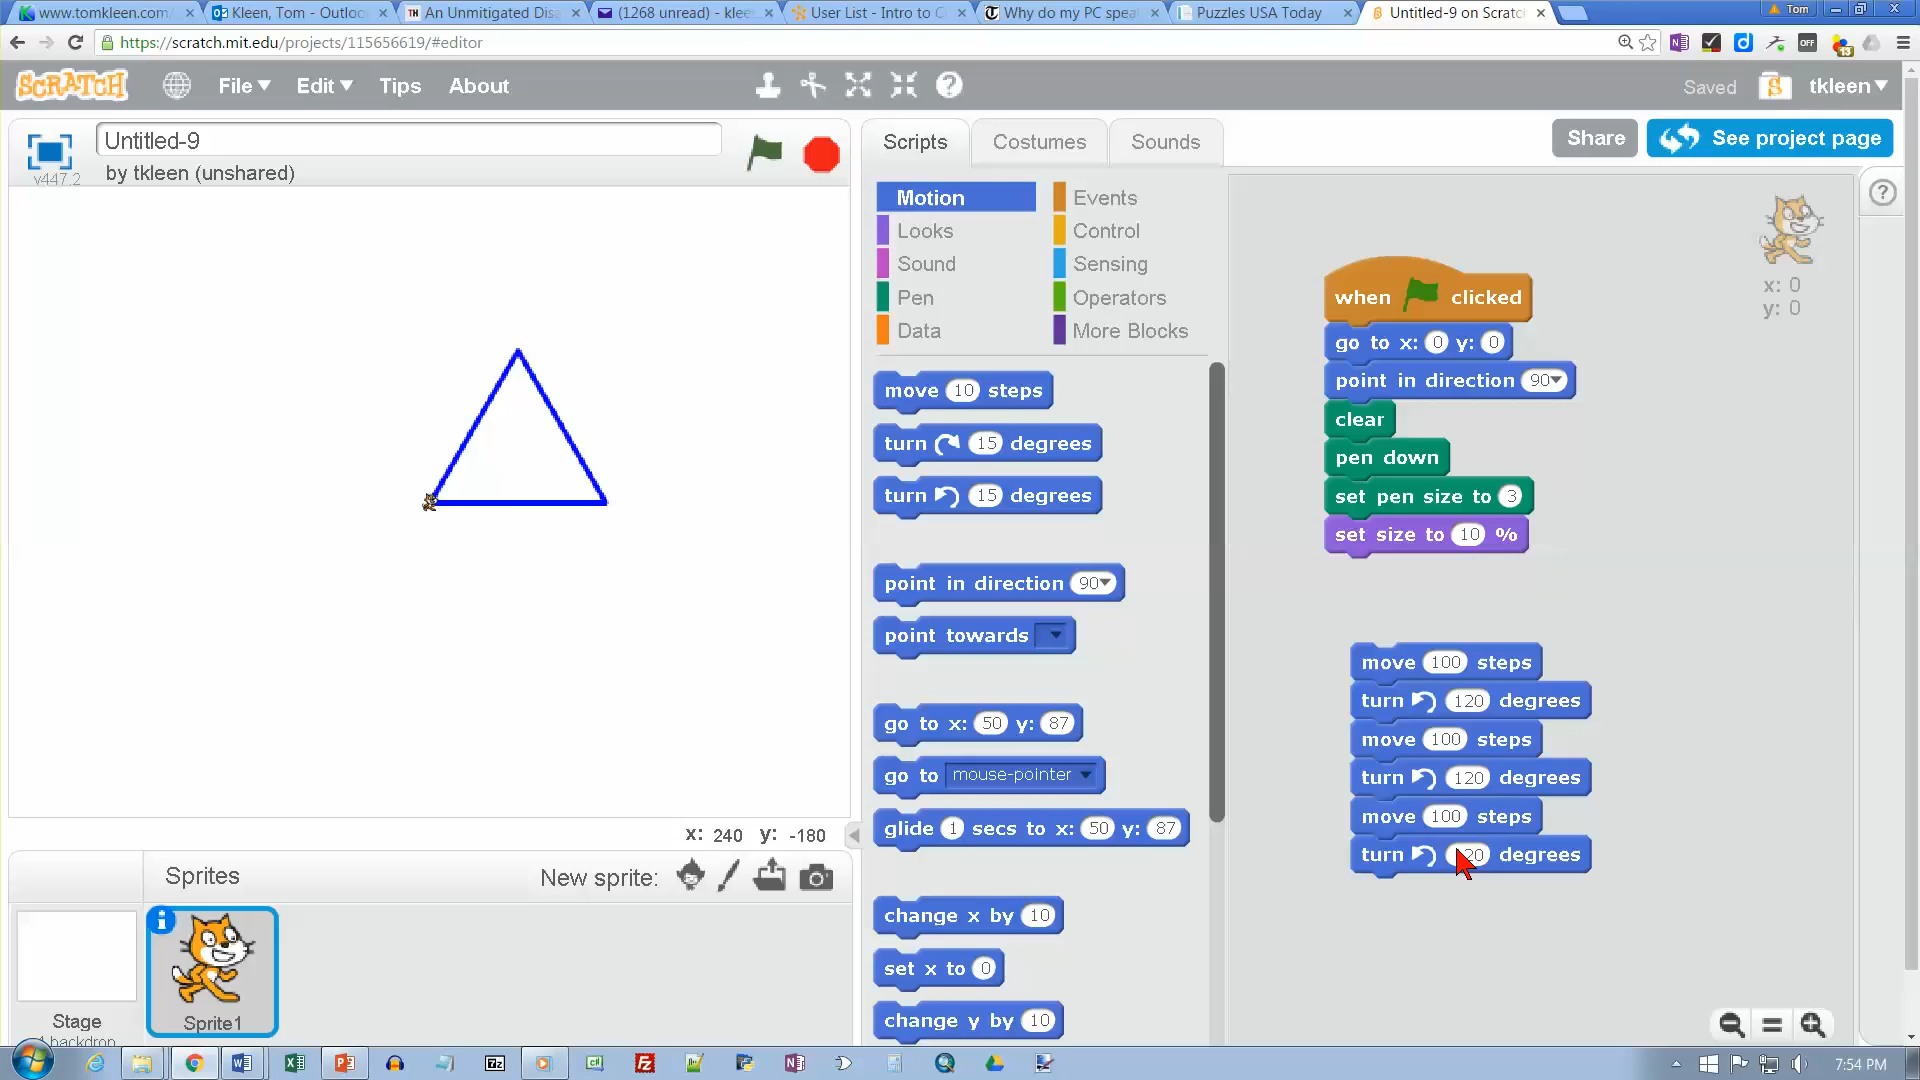 www.tomkleen.com
Kleen, Tom - Outloo
An Unmitigated Dis
(1268 unread) - klee
User List - Intro to C
Why do my PC spea
Puzzles USA Today
Untitled-9 on Scratc
Tom
https://scratch.mit.edu/projects/115656619/#editor
SCRATCH File Edit Tips About
Saved
tkleen
Untitled-9
by tkleen (unshared)
v447.2
Scripts Costumes Sounds
Share
See project page
Motion
Looks
Sound
Pen
Data
Events
Control
Sensing
Operators
More Blocks
move 10 steps
turn 15 degrees
turn 15 degrees
point in direction 90
point towards
go to x: 50 y: 87
go to mouse-pointer
glide 1 secs to x: 50 y: 87
change x by 10
set x to 0
change y by 10
x: 0
y: 0
when clicked
go to x: 0 y: 0
point in direction 90
clear
pen down
set pen size to 3
set size to 10 %
move 100 steps
turn 120 degrees
move 100 steps
turn 120 degrees
move 100 steps
turn 120 degrees
x: 240 y: -180
Sprites
New sprite:
Stage
1 backdrop
Sprite1
7:54 PM